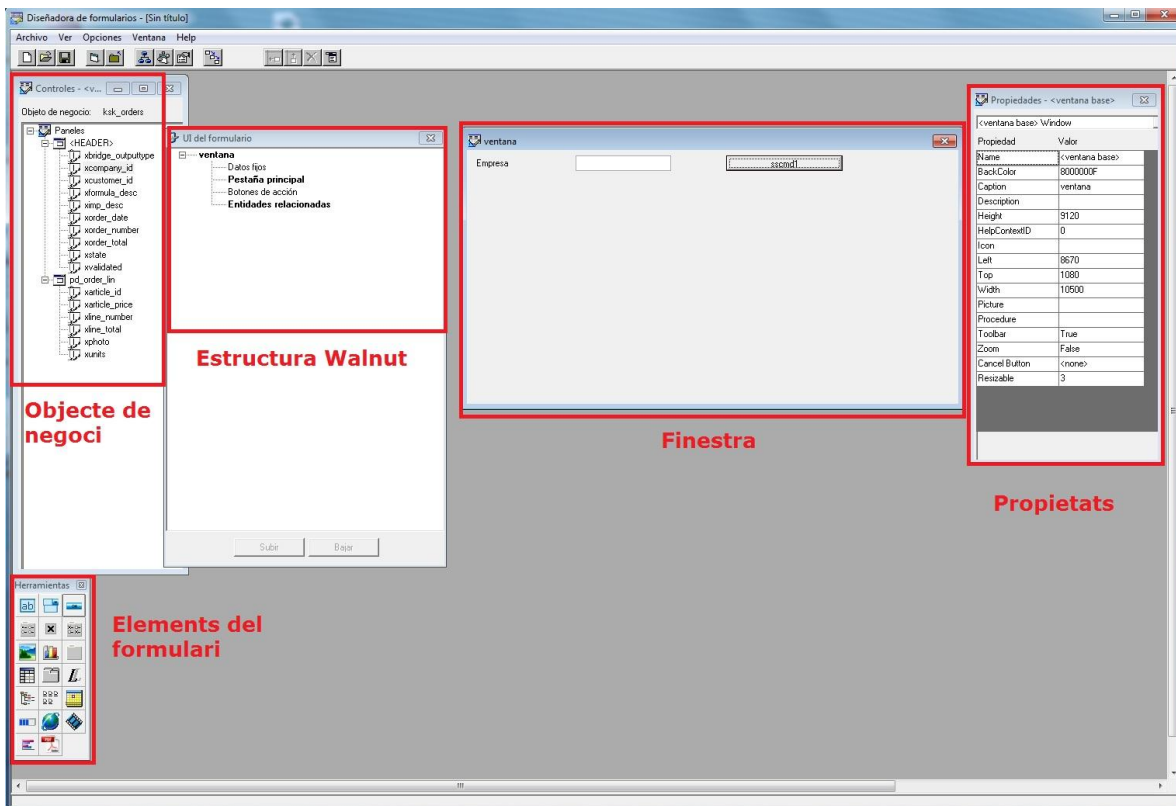 Diseñadora de formularios - [Sin título]
Archivo Ver Opciones Ventana Help
Controles - <v...
Objeto de negocio: ksk_orders
Paneles
<HEADER>
xbridge_outputtype
xcompany_id
xcustomer_id
xformula_desc
ximp_desc
xorder_date
xorder_number
xorder_total
xstate
xvalidated
pd_order_lin
xarticle_id
xarticle_price
xline_number
xline_total
xphoto
xunits
Objecte de
negoci
UI del formulario
ventana
Datos fijos
Pestaña principal
Botones de acción
Entidades relacionadas
Estructura Walnut
Subir Bajar
ventana
Empresa sscmd1
Finestra
Propiedades - <ventana base>
<ventana base> Window
Propiedad Valor
Name <ventana base>
BackColor 8000000F
Caption ventana
Description
Height 9120
HelpContextID 0
Icon
Left 8670
Top 1080
Width 10500
Picture
Procedure
Toolbar True
Zoom False
Cancel Button <none>
Resizable 3
Propietats
Herramientas
ab
Elements del
formulari